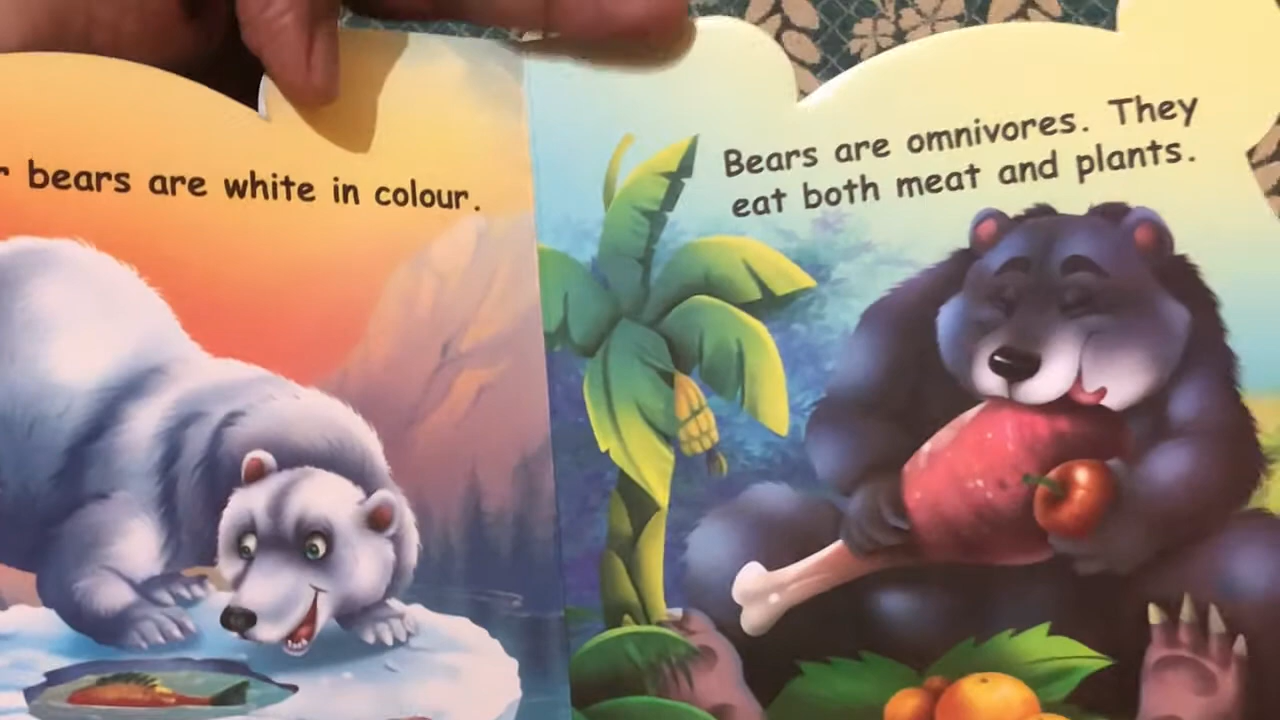 bears are white in colour.
Bears are omnivores. They
eat both meat and plants.